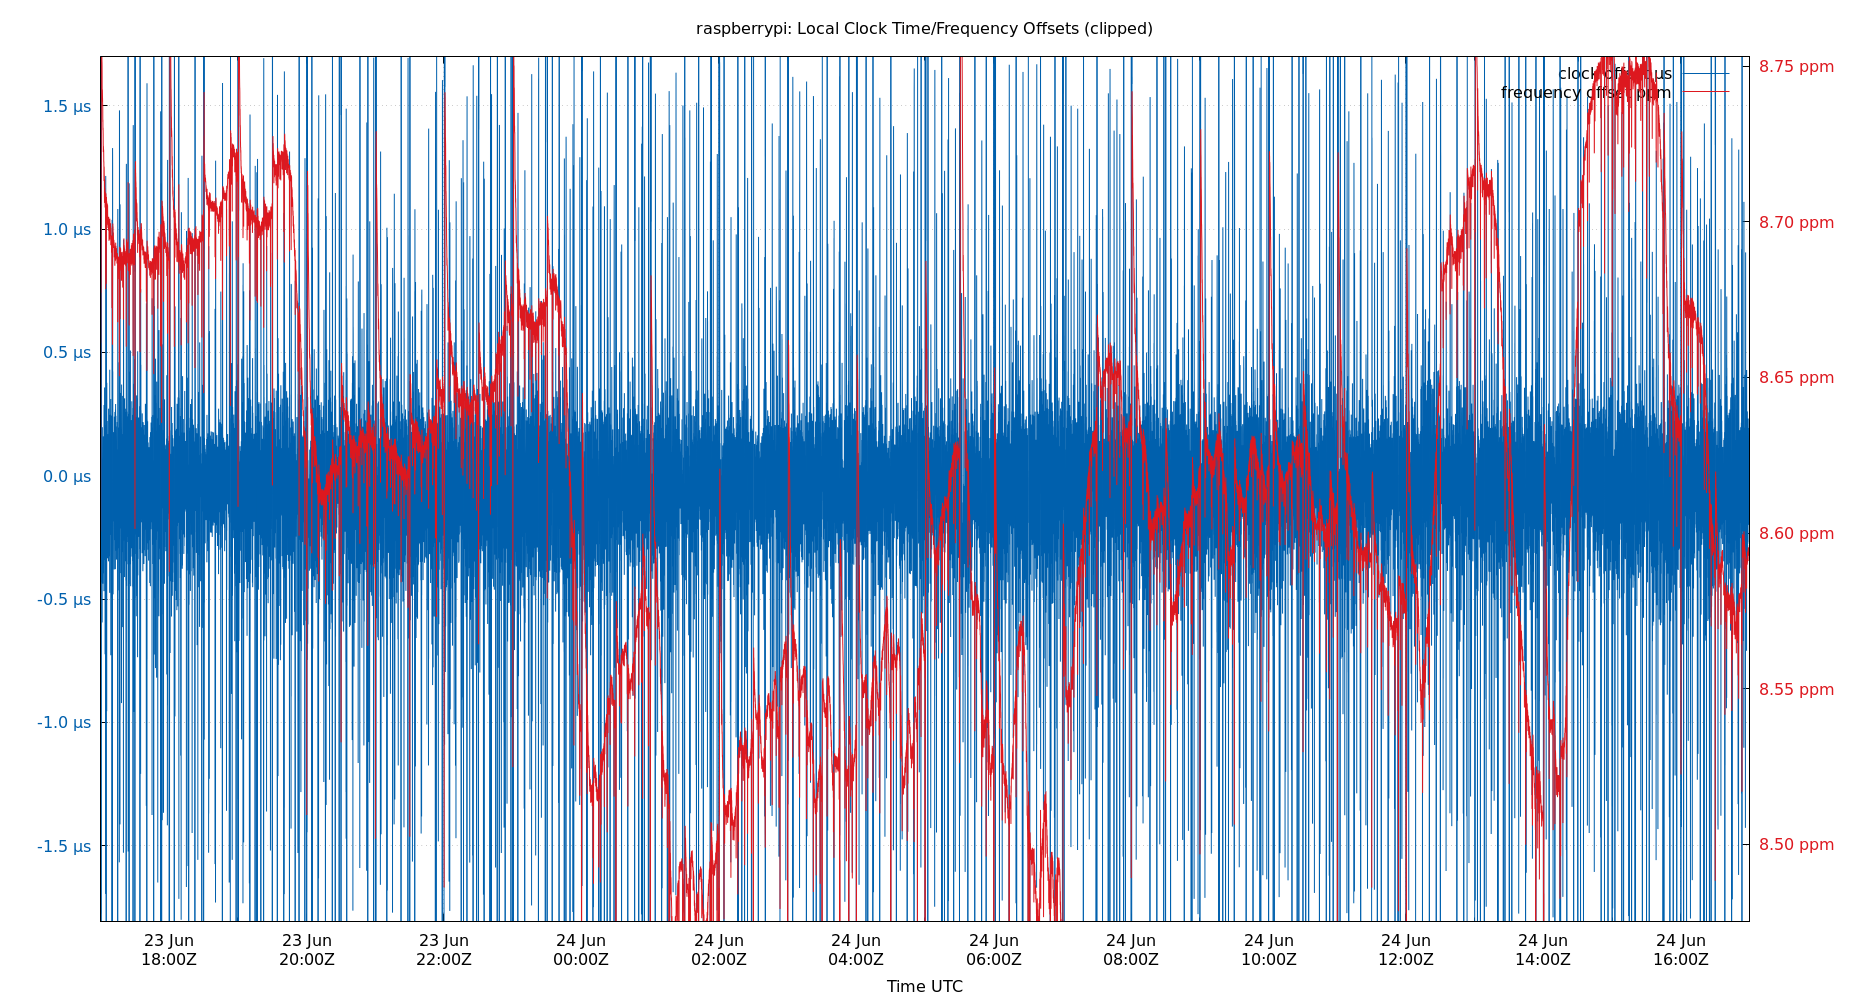 raspberrypi: Local Clock Time/Frequency Offsets (clipped)
clock offset µs
frequency offset ppm
1.5 µs
1.0 µs
0.5 µs
0.0 µs
-0.5 µs
-1.0 µs
-1.5 µs
8.75 ppm
8.70 ppm
8.65 ppm
8.60 ppm
8.55 ppm
8.50 ppm
23 Jun 23 Jun 23 Jun 24 Jun 24 Jun 24 Jun 24 Jun 24 Jun 24 Jun 24 Jun 24 Jun 24 Jun
18:00Z 20:00Z 22:00Z 00:00Z 02:00Z 04:00Z 06:00Z 08:00Z 10:00Z 12:00Z 14:00Z 16:00Z
Time UTC